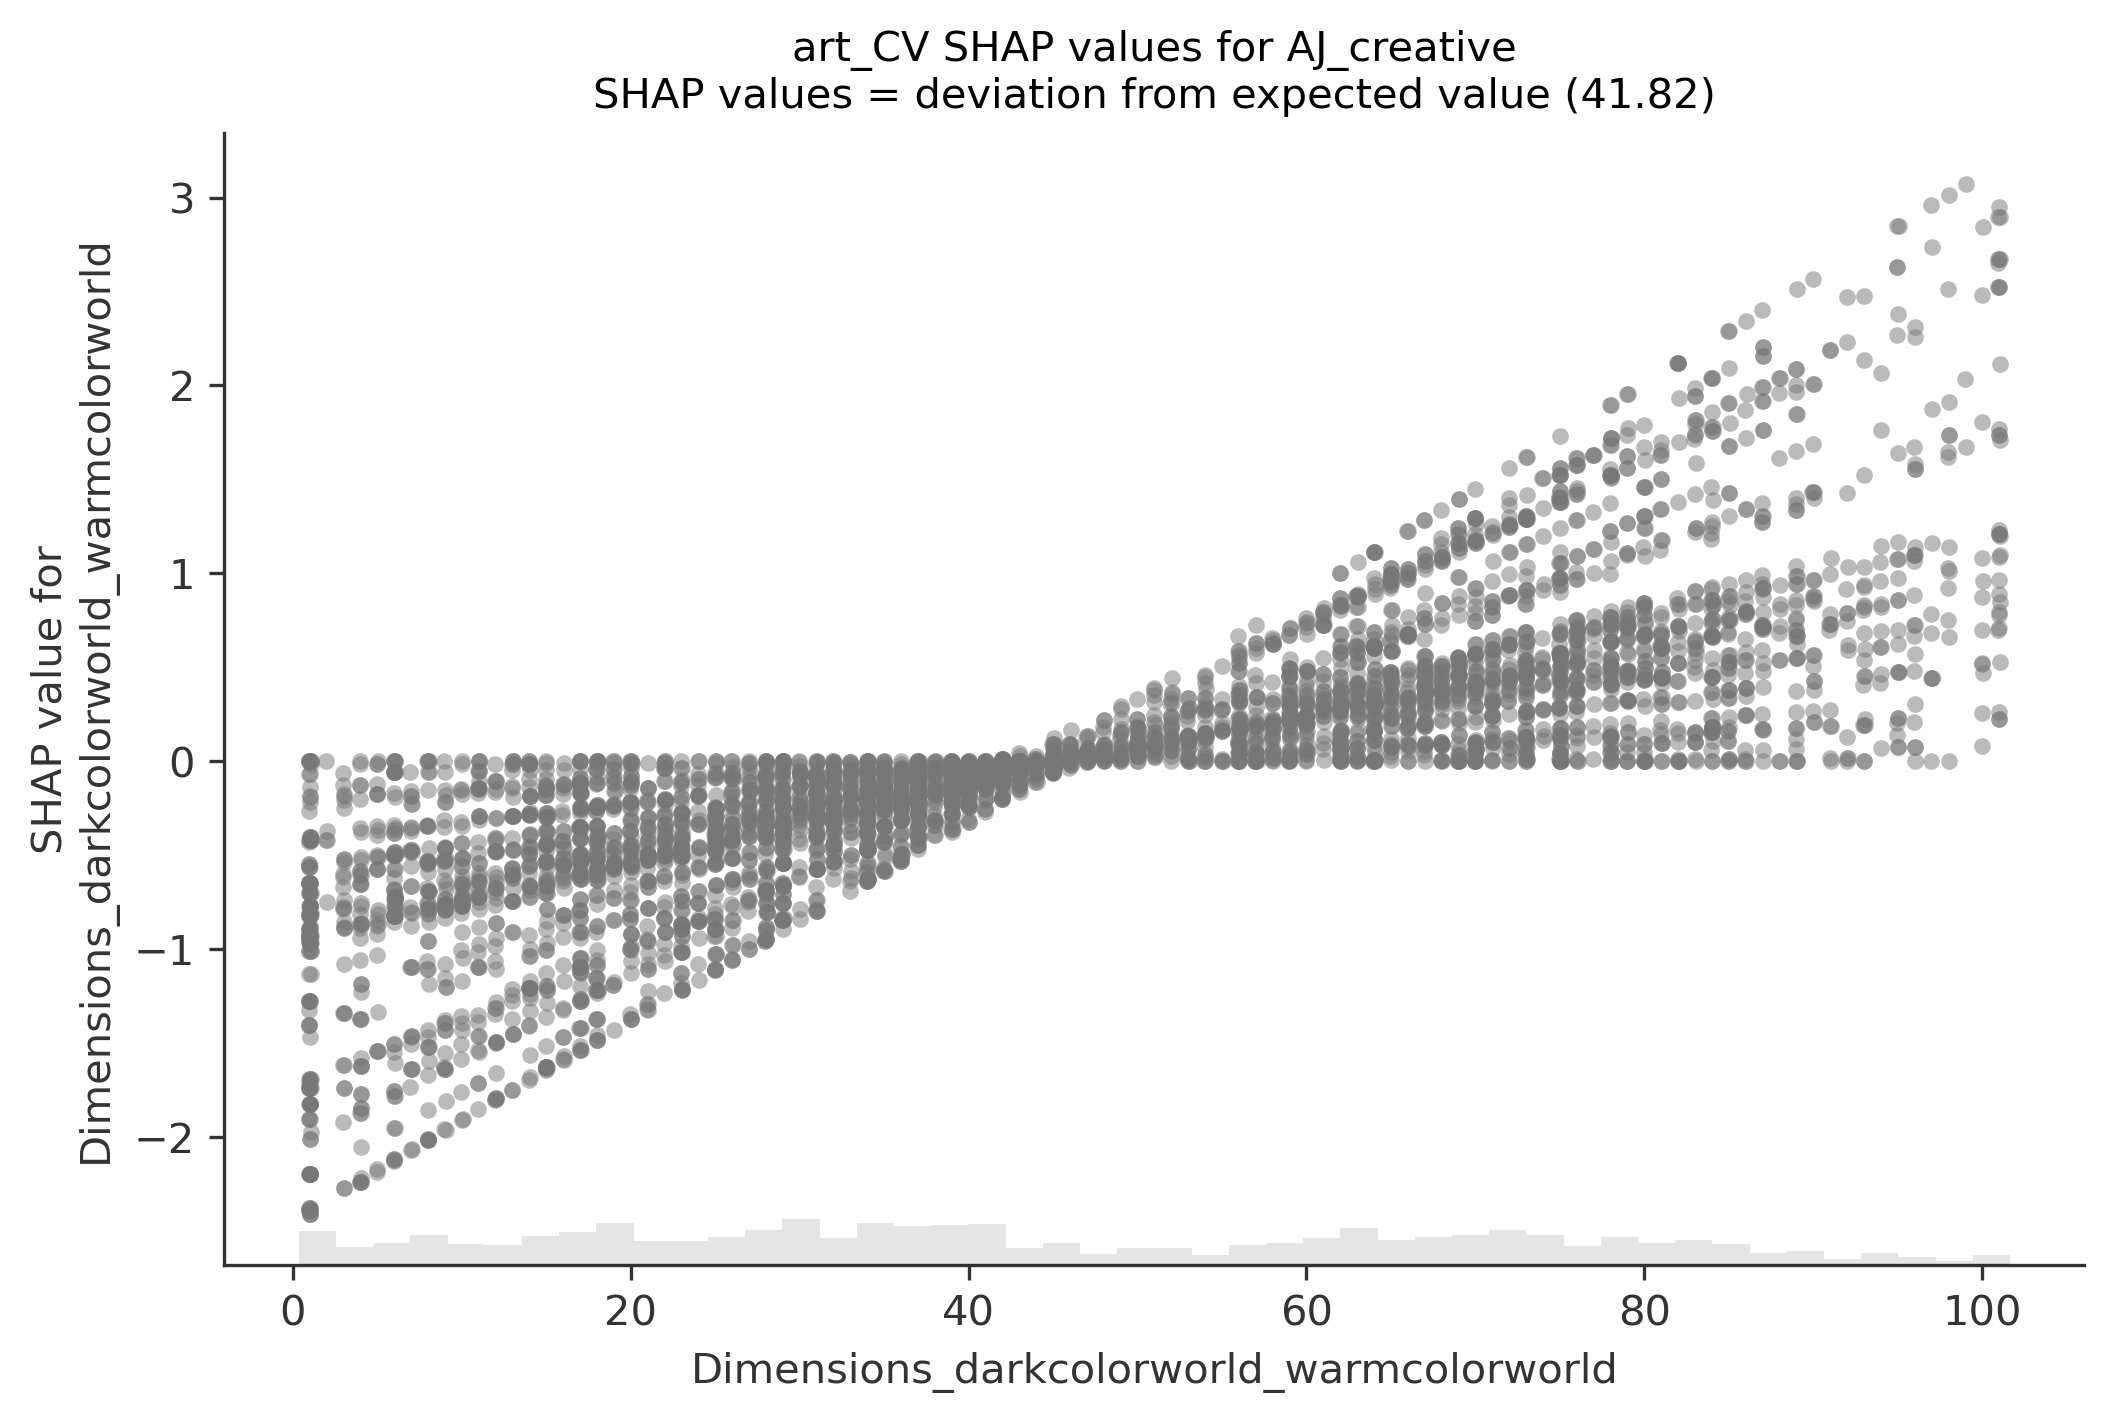 art_CV SHAP values for AJ_creative
SHAP values = deviation from expected value (41.82)
SHAP value for
Dimensions_darkcolorworld_warmcolorworld
3
2
1
0
−1
−2
0 20 40 60 80 100
Dimensions_darkcolorworld_warmcolorworld